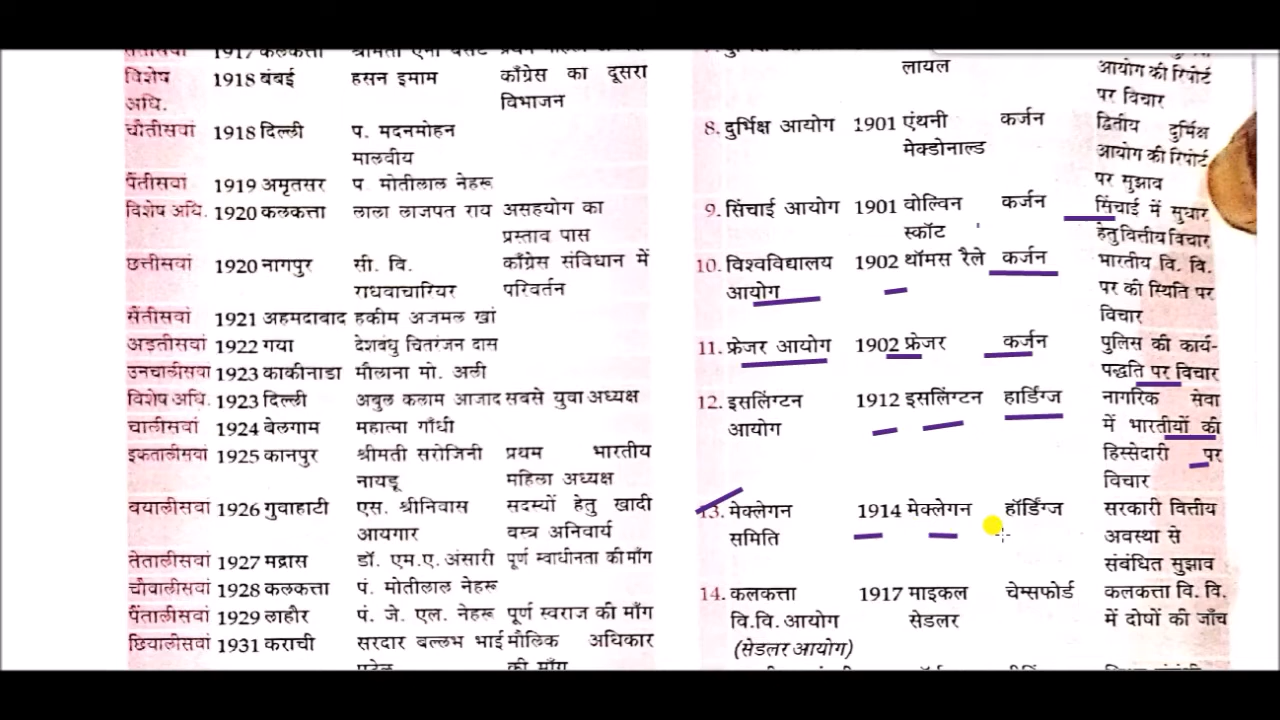 1917 कलकत्ता
विशेष 1918 बंबई हसन इमाम काँग्रेस का दूसरा
अधि. विभाजन
चौतीसवां 1918 दिल्ली प. मदनमोहन
मालवीय
पैंतीसवां 1919 अमृतसर प मोतीलाल नेहरू
विशेष अधि. 1920 कलकत्ता लाला लाजपत राय असहयोग का
प्रस्ताव पास
छत्तीसवां 1920 नागपुर सी. वि. काँग्रेस संविधान में
राधवाचारियर परिवर्तन
सैंतीसवां 1921 अहमदाबाद हकीम अजमल खां
अड़तीसवां 1922 गया देशबंधु चितरंजन दास
उनचालीसवां 1923 काकीनाडा मौलाना मो. अली
विशेष अधि. 1923 दिल्ली अबुल कलाम आजाद सबसे युवा अध्यक्ष
चालीसवां 1924 बेलगाम महात्मा गाँधी
इकतालीसवां 1925 कानपुर श्रीमती सरोजिनी प्रथम भारतीय
नायडू महिला अध्यक्ष
बयालीसवां 1926 गुवाहाटी एस. श्रीनिवास सदस्यों हेतु खादी
आयगार वस्त्र अनिवार्य
तेतालीसवां 1927 मद्रास डॉ. एम.ए. अंसारी पूर्ण स्वाधीनता की माँग
चौवालीसवां 1928 कलकत्ता पं. मोतीलाल नेहरू
पैंतालीसवां 1929 लाहौर पं. जे. एल. नेहरू पूर्ण स्वराज की माँग
छियालीसवां 1931 कराची सरदार बल्लभ भाई मौलिक अधिकार
पटेल की माँग
लायल आयोग की रिपोर्ट
पर विचार
8. दुर्भिक्ष आयोग 1901 एंथनी कर्जन द्वितीय दुर्भिक्ष
मेक्डोनाल्ड आयोग की रिपोर्ट
पर सुझाव
9. सिंचाई आयोग 1901 वोल्विन कर्जन सिंचाई में सुधार
स्कॉट हेतु वित्तीय विचार
10. विश्वविद्यालय 1902 थॉमस रैले कर्जन भारतीय वि. वि.
आयोग पर की स्थिति पर
विचार
11. फ्रेजर आयोग 1902 फ्रेजर कर्जन पुलिस की कार्य-
पद्धति पर विचार
12. इसलिंग्टन 1912 इसलिंग्टन हार्डिंग्ज नागरिक सेवा
आयोग में भारतीयों की
हिस्सेदारी पर
विचार
13. मेक्लेगन 1914 मेक्लेगन हॉर्डिंग्ज सरकारी वित्तीय
समिति अवस्था से
संबंधित सुझाव
14. कलकत्ता 1917 माइकल चेम्सफोर्ड कलकत्ता वि. वि.
वि.वि. आयोग सेडलर में दोषों की जाँच
(सेडलर आयोग)